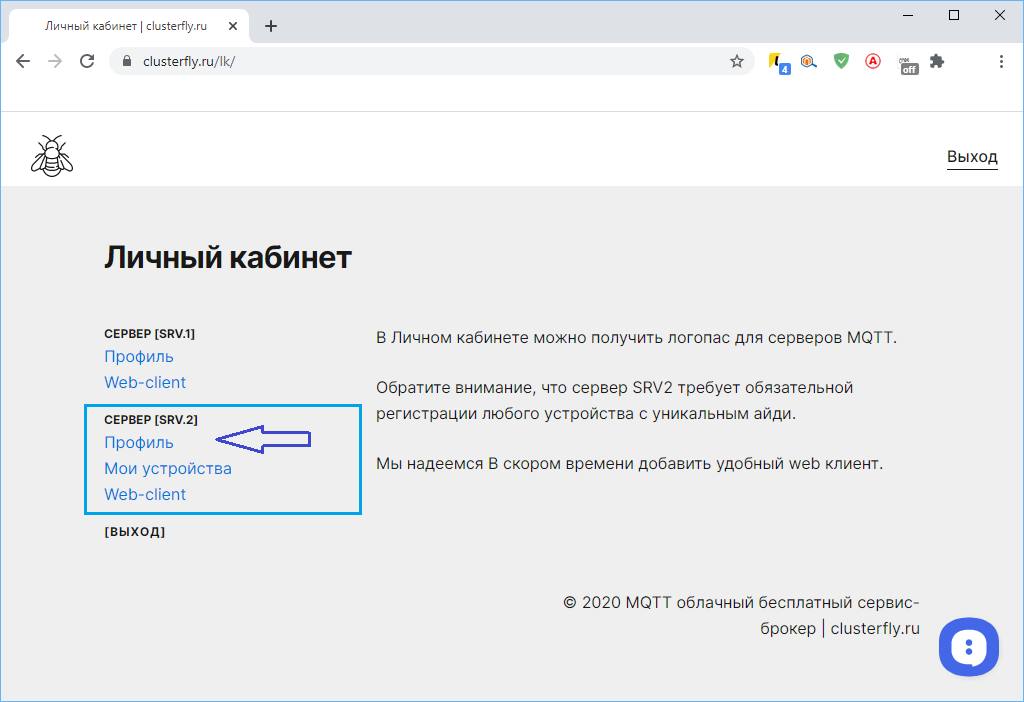 Личный кабинет | clusterfly.ru
clusterfly.ru/lk/
4
A
off
Выход
Личный кабинет
СЕРВЕР [SRV.1]
Профиль
Web-client
СЕРВЕР [SRV.2]
Профиль
Мои устройства
Web-client
[ВЫХОД]
В Личном кабинете можно получить логопас для серверов MQTT.
Обратите внимание, что сервер SRV2 требует обязательной
регистрации любого устройства с уникальным айди.
Мы надеемся В скором времени добавить удобный web клиент.
© 2020 MQTT облачный бесплатный сервис-
брокер | clusterfly.ru